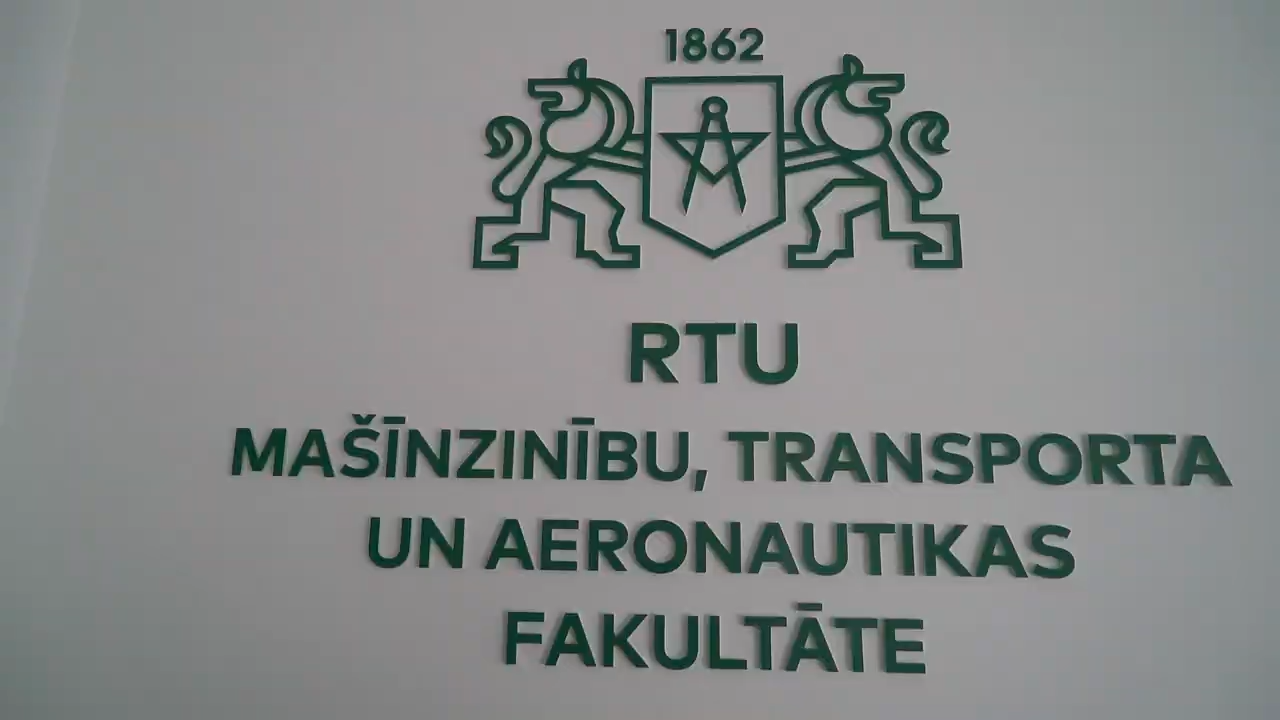 1862
RTU
MAŠĪNZINĪBU, TRANSPORTA
UN AERONAUTIKAS
FAKULTĀTE